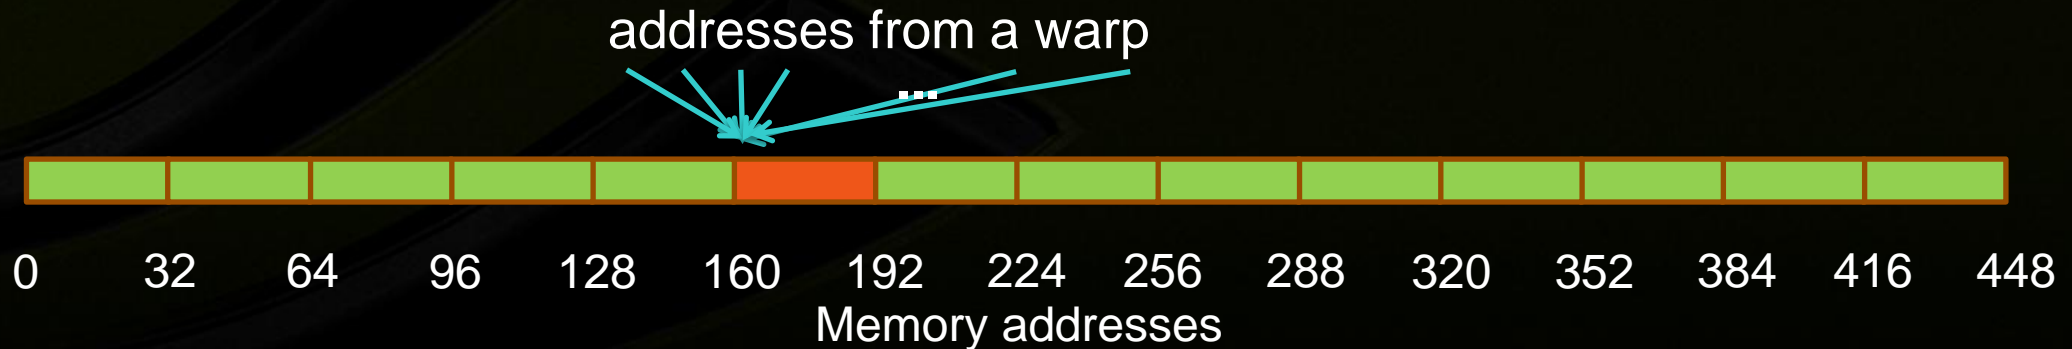 addresses from a warp
...
0 32 64 96 128 160 192 224 256 288 320 352 384 416 448
Memory addresses